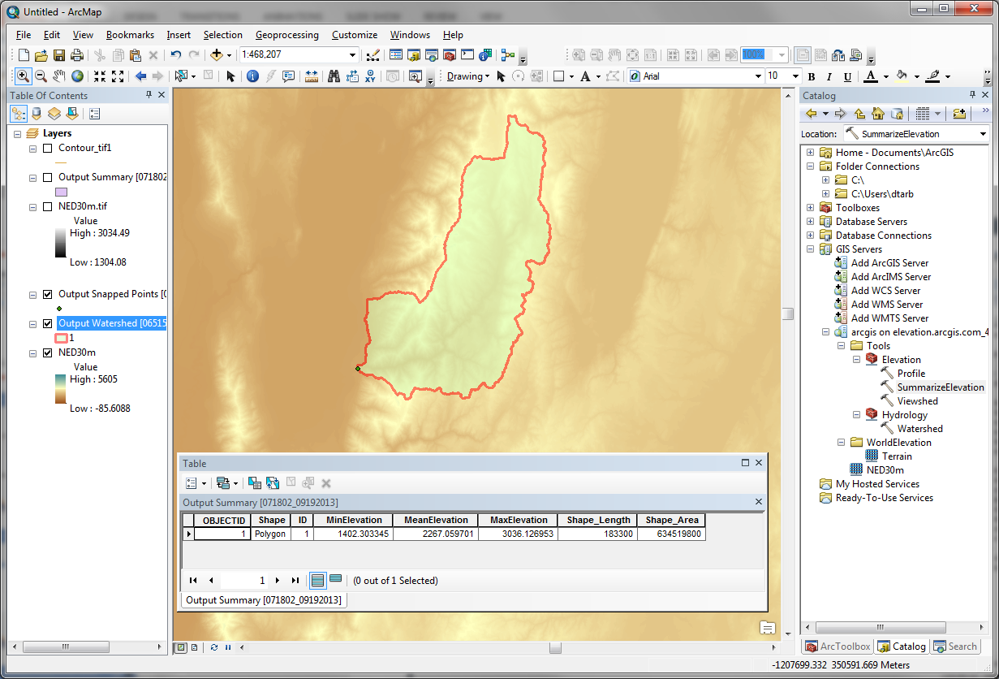 Untitled - ArcMap
File Edit View Bookmarks Insert Selection Geoprocessing Customize Windows Help
1:468,207
100%
Drawing
A
Arial
10
B I U A
Table Of Contents
Layers
Contour_tif1
Output Summary [071802
NED30m.tif
Value
High : 3034.49
Low : 1304.08
Output Snapped Points [0
Output Watershed [06515
1
NED30m
Value
High : 5605
Low : -85.6088
Table
Output Summary [071802_09192013]
OBJECTID Shape ID MinElevation MeanElevation MaxElevation Shape_Length Shape_Area
1 Polygon 1 1402.303345 2267.059701 3036.126953 183300 634519800
1
(0 out of 1 Selected)
Output Summary [071802_09192013]
Catalog
Location: SummarizeElevation
Home - Documents\ArcGIS
Folder Connections
C:\
C:\Users\dtarb
Toolboxes
Database Servers
Database Connections
GIS Servers
Add ArcGIS Server
Add ArcIMS Server
Add WCS Server
Add WMS Server
Add WMTS Server
arcgis on elevation.arcgis.com_4
Tools
Elevation
Profile
SummarizeElevation
Viewshed
Hydrology
Watershed
WorldElevation
Terrain
NED30m
My Hosted Services
Ready-To-Use Services
ArcToolbox Catalog Search
-1207699.332 350591.669 Meters